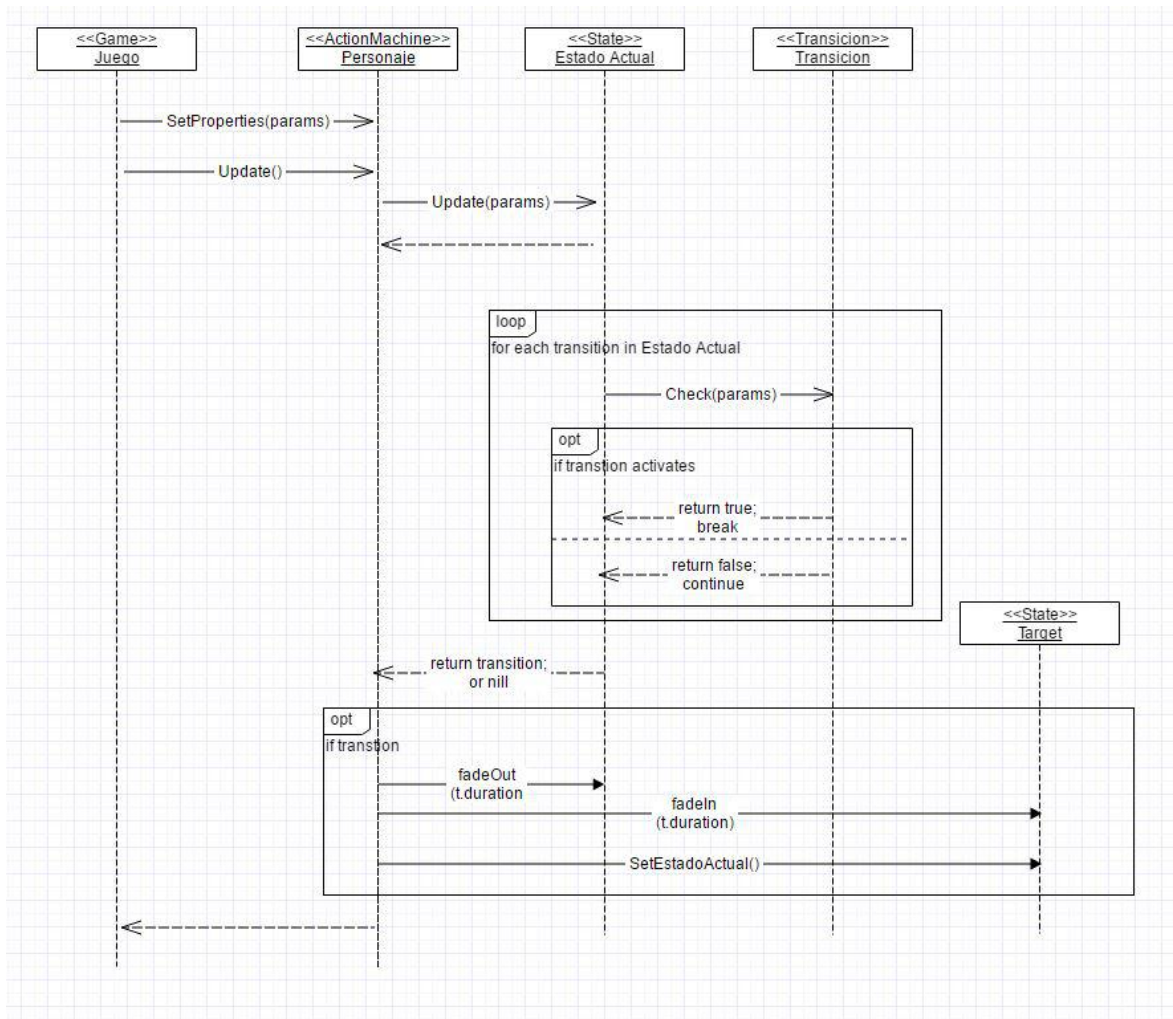 <<Game>>
Juego
<<ActionMachine>>
Personaje
<<State>>
Estado Actual
<<Transicion>>
Transicion
SetProperties(params)
Update()
Update(params)
loop
for each transition in Estado Actual
Check(params)
opt
if transtion activates
return true;
break
return false;
continue
<<State>>
Target
return transition;
or nill
opt
if transtion
fadeOut
(t.duration
fadeIn
(t.duration)
SetEstadoActual()